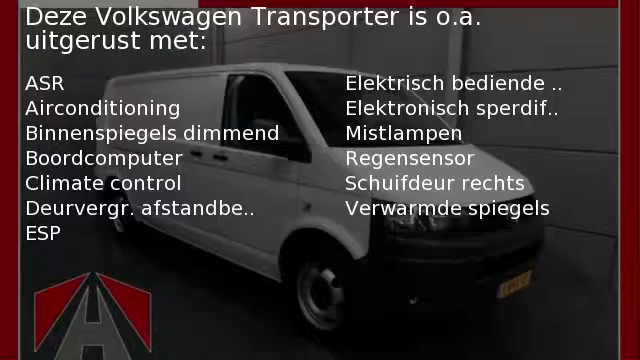 Deze Volkswagen Transporter is o.a.
uitgerust met:
ASR
Airconditioning
Binnenspiegels dimmend
Boordcomputer
Climate control
Deurvergr. afstandbe..
ESP
Elektrisch bediende ..
Elektronisch sperdif..
Mistlampen
Regensensor
Schuifdeur rechts
Verwarmde spiegels